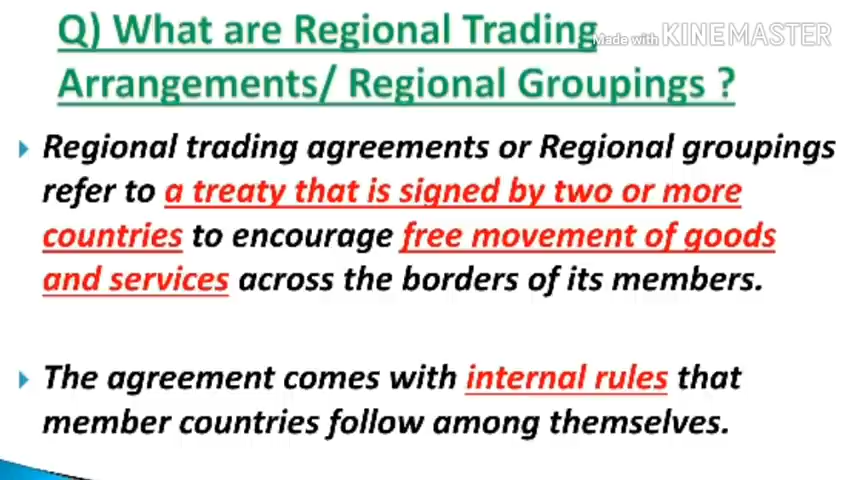 Q) What are Regional Trading
Made with KINEMASTER
Arrangements/ Regional Groupings ?
Regional trading agreements or Regional groupings
refer to a treaty that is signed by two or more
countries to encourage free movement of goods
and services across the borders of its members.
The agreement comes with internal rules that
member countries follow among themselves.